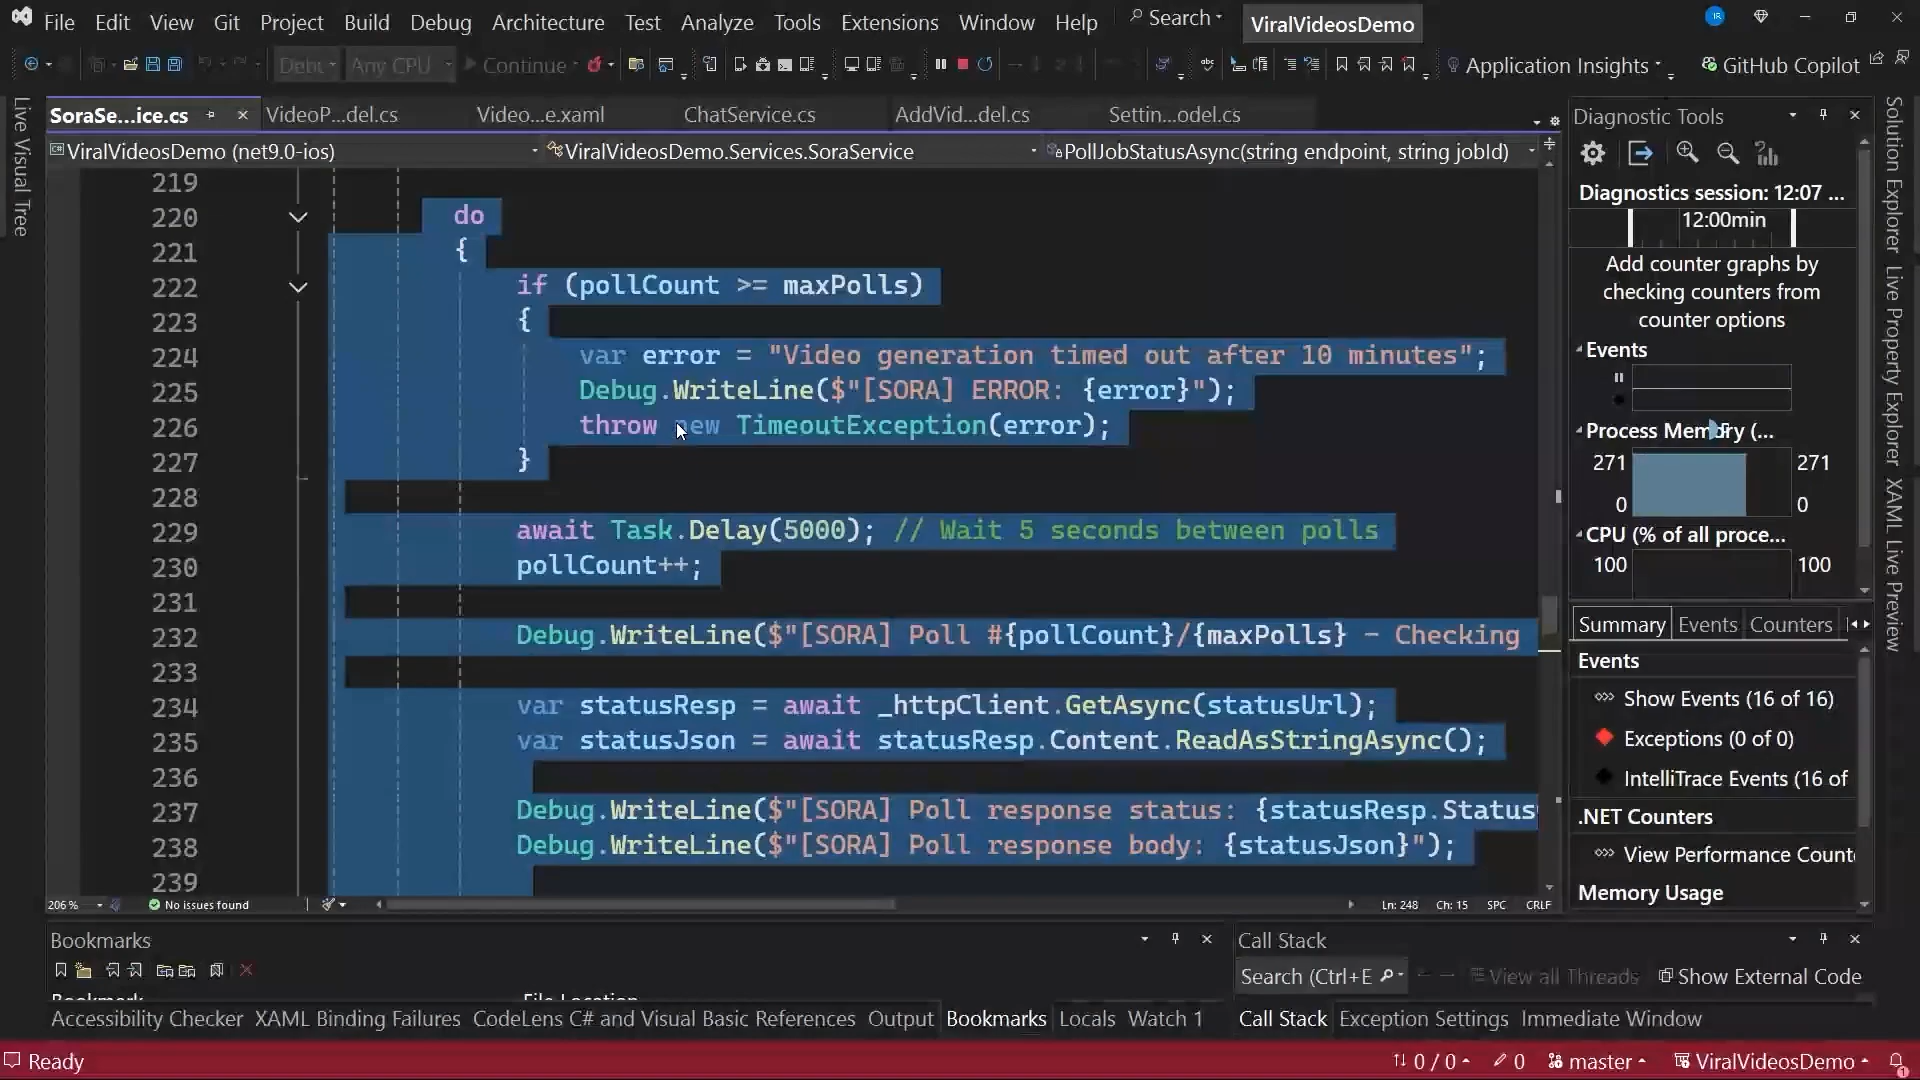 File Edit View Git Project Build Debug Architecture Test Analyze Tools Extensions Window Help Search ViralVideosDemo
Debt Any CPU Continue Application Insights GitHub Copilot
Live Visual Tree
SoraSe...ice.cs VideoP...del.cs Video...e.xaml ChatService.cs AddVid...del.cs Settin...odel.cs
ViralVideosDemo (net9.0-ios) ViralVideosDemo.Services.SoraService PollJobStatusAsync(string endpoint, string jobId)
219
220 do
221 {
222 if (pollCount >= maxPolls)
223 {
224 var error = "Video generation timed out after 10 minutes";
225 Debug.WriteLine($"[SORA] ERROR: {error}");
226 throw new TimeoutException(error);
227 }
228
229 await Task.Delay(5000); // Wait 5 seconds between polls
230 pollCount++;
231
232 Debug.WriteLine($"[SORA] Poll #{pollCount}/{maxPolls} - Checking
233
234 var statusResp = await _httpClient.GetAsync(statusUrl);
235 var statusJson = await statusResp.Content.ReadAsStringAsync();
236
237 Debug.WriteLine($"[SORA] Poll response status: {statusResp.Status
238 Debug.WriteLine($"[SORA] Poll response body: {statusJson}");
239
206 % No issues found Ln: 248 Ch: 15 SPC CRLF
Diagnostic Tools
Diagnostics session: 12:07 ...
12:00min
Add counter graphs by
checking counters from
counter options
Events
Process Memory (...
271 271
0 0
CPU (% of all proce...
100 100
Summary Events Counters
Events
Show Events (16 of 16)
Exceptions (0 of 0)
IntelliTrace Events (16 of
.NET Counters
View Performance Counte
Memory Usage
Solution Explorer
Live Property Explorer
XAML Live Preview
Bookmarks
Bookmark File Location
Accessibility Checker XAML Binding Failures CodeLens C# and Visual Basic References Output Bookmarks Locals Watch 1
Call Stack
Search (Ctrl+E View all Threads Show External Code
Call Stack Exception Settings Immediate Window
Ready 0 / 0 0 master ViralVideosDemo